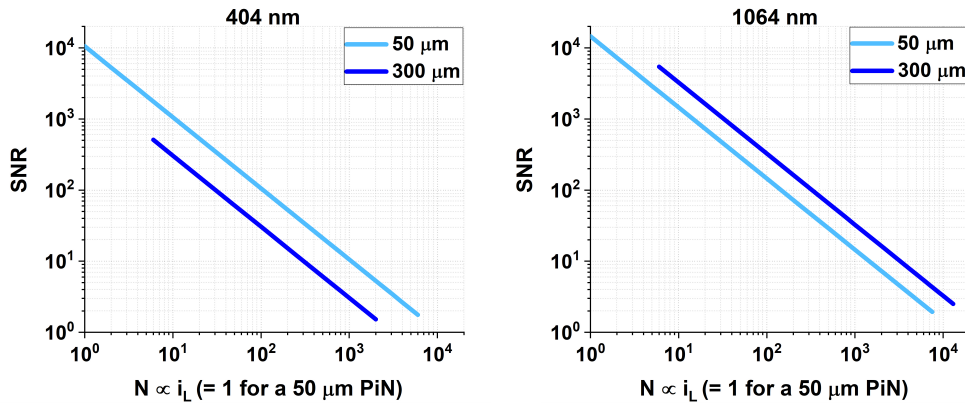 404 nm
50 μm
300 μm
10⁴
10³
10²
10¹
10⁰
SNR
10⁰ 10¹ 10² 10³ 10⁴
N ∝ i_L (= 1 for a 50 μm PiN)
1064 nm
50 μm
300 μm
10⁴
10³
10²
10¹
10⁰
SNR
10⁰ 10¹ 10² 10³ 10⁴
N ∝ i_L (= 1 for a 50 μm PiN)